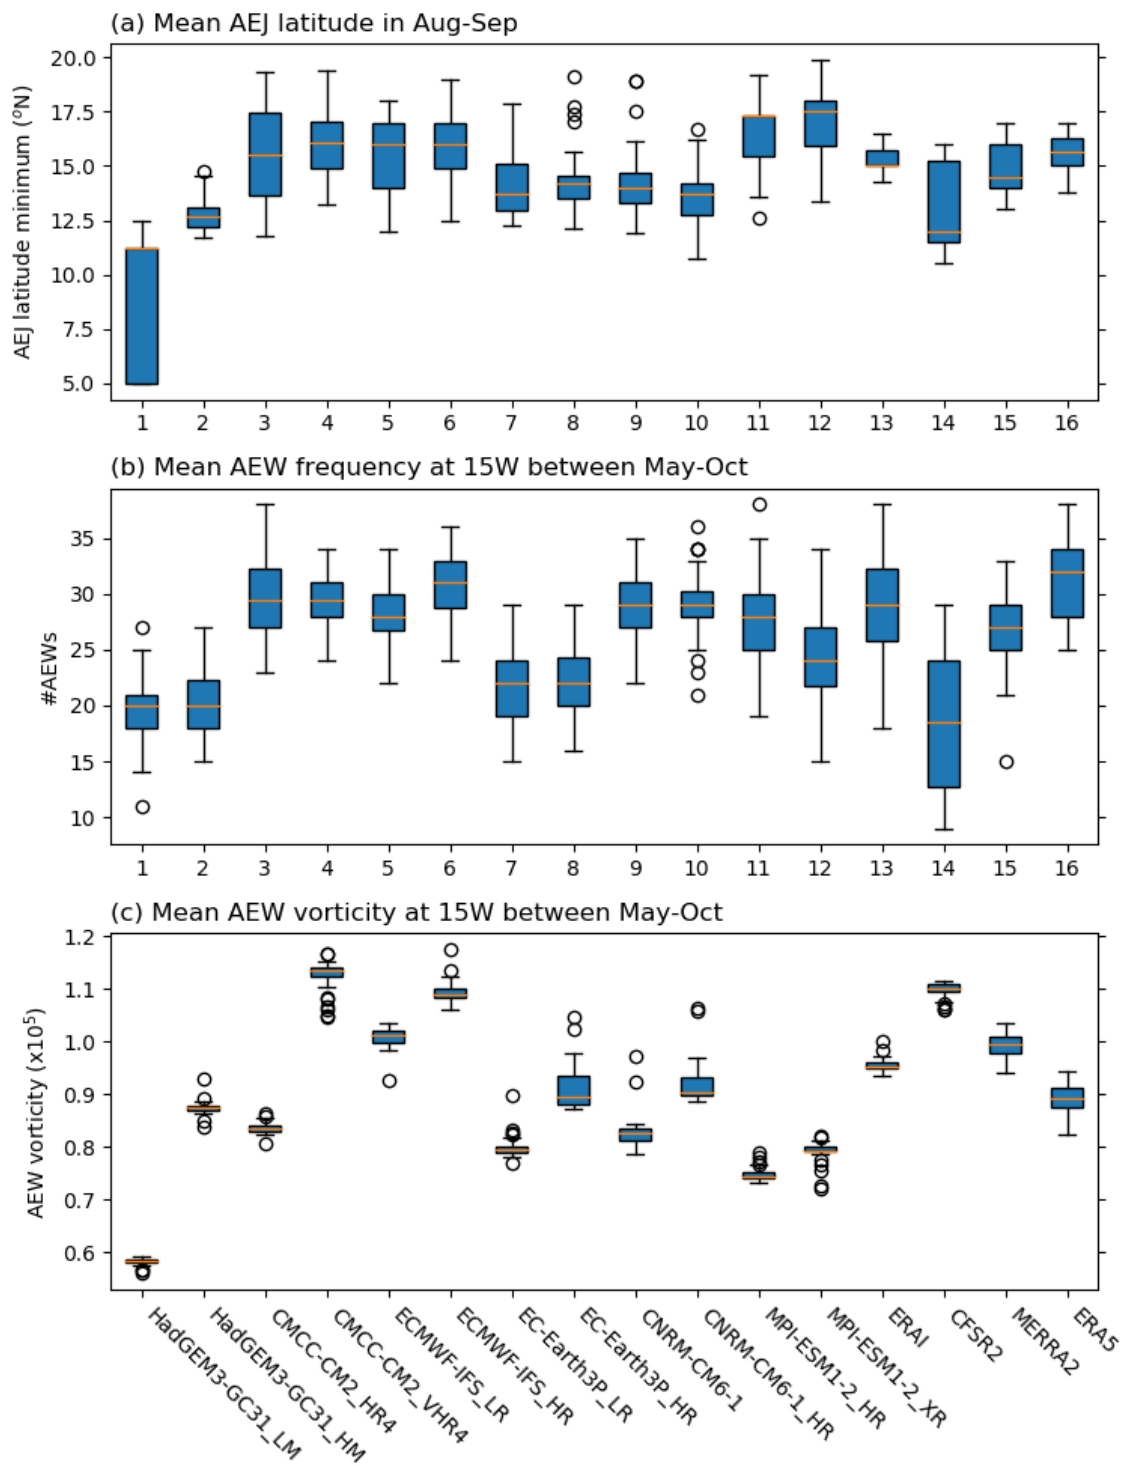 (a) Mean AEJ latitude in Aug-Sep
AEJ latitude minimum (°N)
20.0
17.5
15.0
12.5
10.0
7.5
5.0
1 2 3 4 5 6 7 8 9 10 11 12 13 14 15 16
(b) Mean AEW frequency at 15W between May-Oct
#AEWs
35
30
25
20
15
10
1 2 3 4 5 6 7 8 9 10 11 12 13 14 15 16
(c) Mean AEW vorticity at 15W between May-Oct
AEW vorticity (x10⁵)
1.2
1.1
1.0
0.9
0.8
0.7
0.6
HadGEM3-GC31_LM
HadGEM3-GC31_HM
CMCC-CM2_HR4
CMCC-CM2_VHR4
ECMWF-IFS_LR
ECMWF-IFS_HR
EC-Earth3P_LR
EC-Earth3P_HR
CNRM-CM6-1
CNRM-CM6-1_HR
MPI-ESM1-2_HR
MPI-ESM1-2_XR
ERAI
CFSR2
MERRA2
ERA5